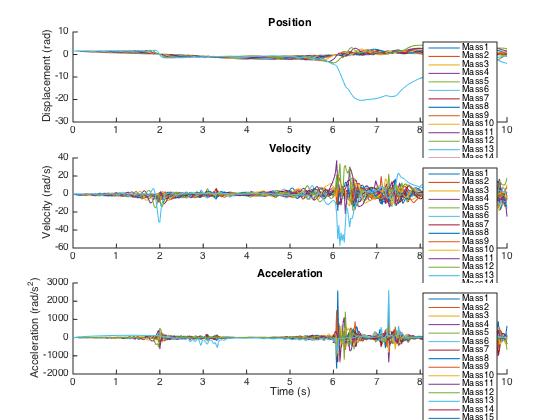 Position
10
0
-10
-20
-30
Displacement (rad)
0 1 2 3 4 5 6 7 8 10
Mass1
Mass2
Mass3
Mass4
Mass5
Mass6
Mass7
Mass8
Mass9
Mass10
Mass11
Mass12
Mass13
Mass14
Velocity
40
20
0
-20
-40
-60
Velocity (rad/s)
0 1 2 3 4 5 6 7 8 10
Mass1
Mass2
Mass3
Mass4
Mass5
Mass6
Mass7
Mass8
Mass9
Mass10
Mass11
Mass12
Mass13
Acceleration
3000
2000
1000
0
-1000
-2000
Acceleration (rad/s²)
0 1 2 3 4 5 6 7 8 10
Time (s)
Mass1
Mass2
Mass3
Mass4
Mass5
Mass6
Mass7
Mass8
Mass9
Mass10
Mass11
Mass12
Mass13
Mass14
Mass15